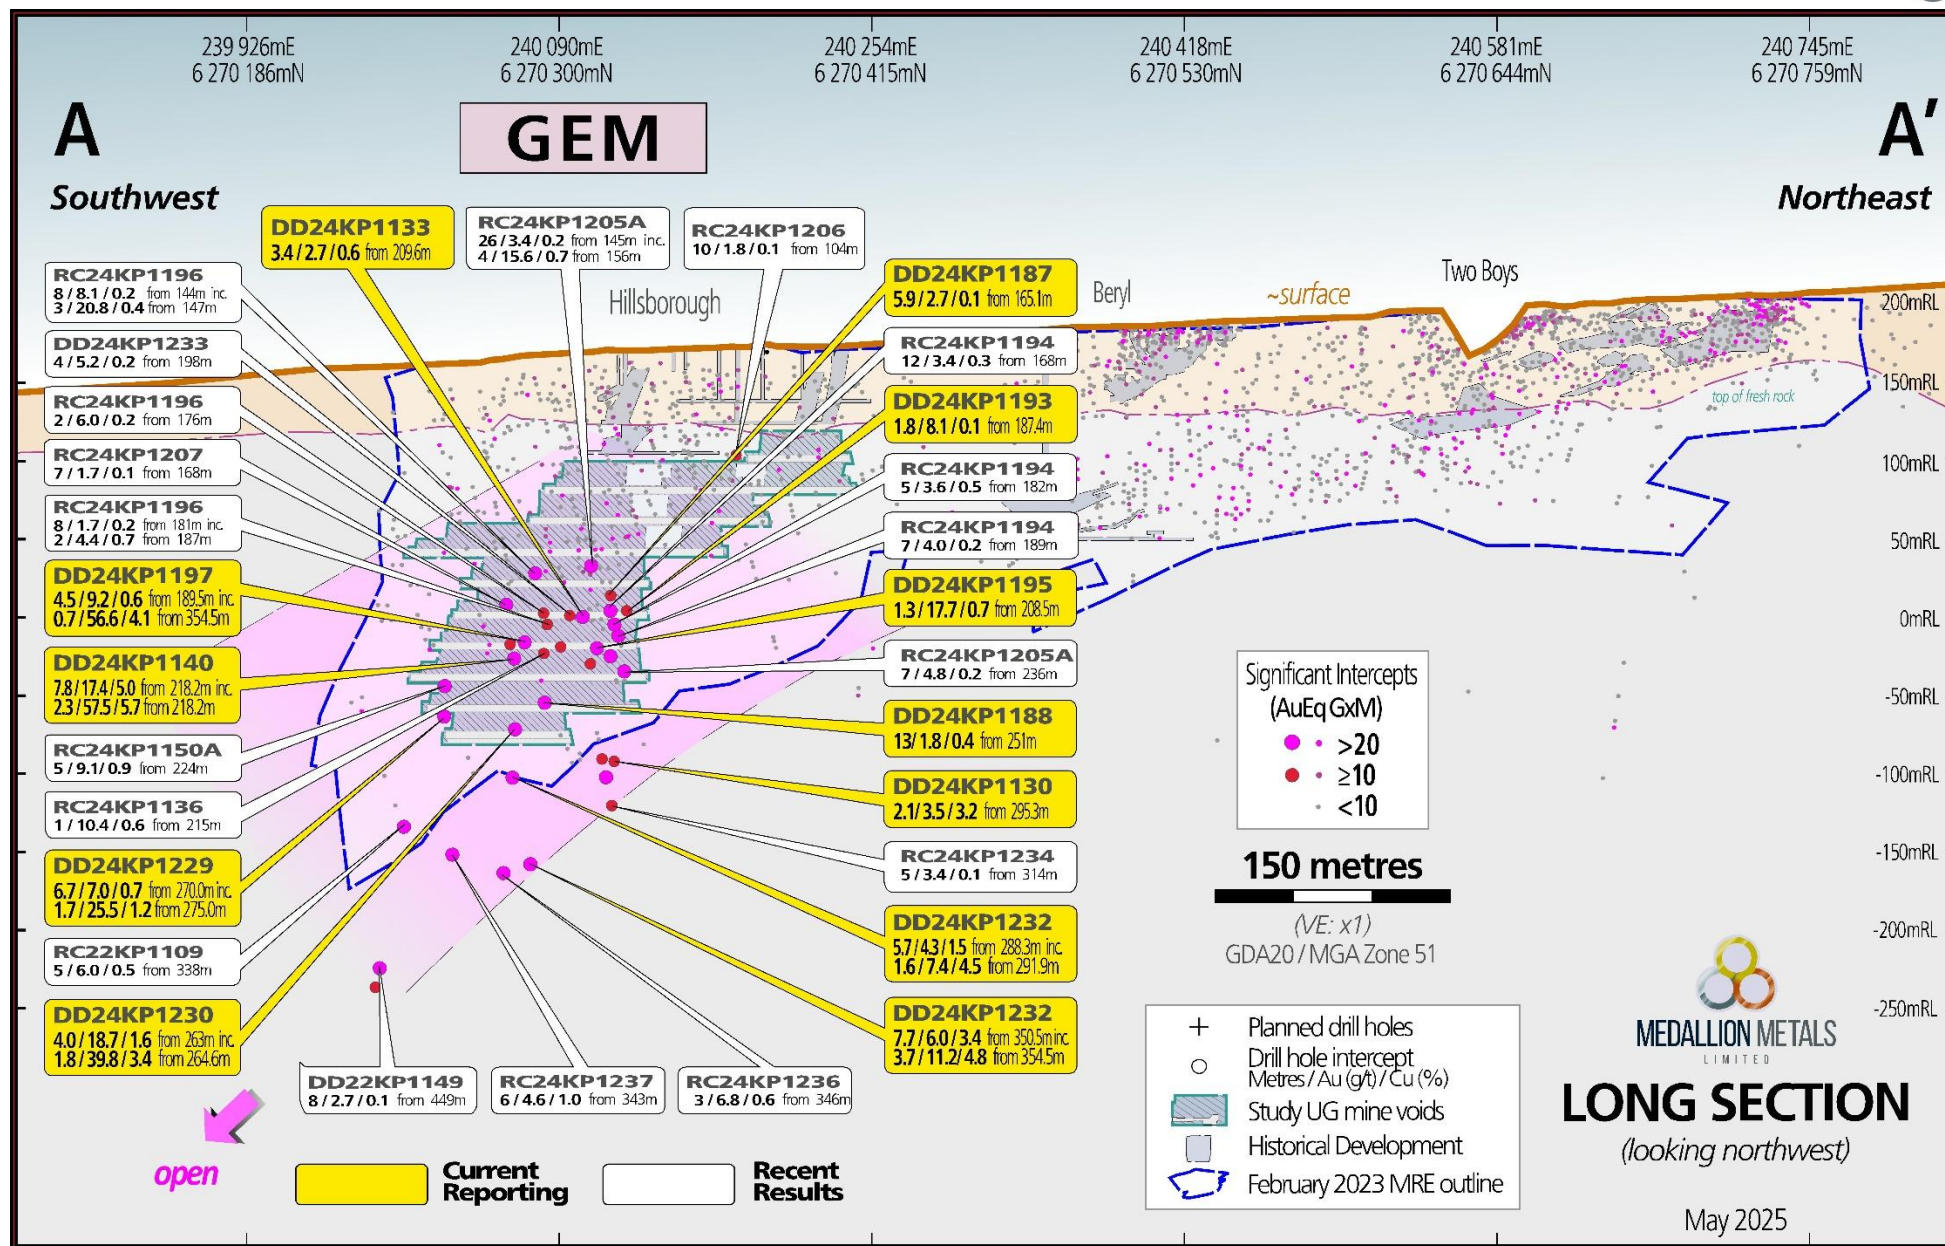 239 926mE
6 270 186mN
240 090mE
6 270 300mN
240 254mE
6 270 415mN
240 418mE
6 270 530mN
240 581mE
6 270 644mN
240 745mE
6 270 759mN
A
Southwest
GEM
A'
Northeast
DD24KP1133
3.4 / 2.7 / 0.6 from 209.6m
RC24KP1205A
26 / 3.4 / 0.2 from 145m inc.
4 / 15.6 / 0.7 from 156m
RC24KP1206
10 / 1.8 / 0.1 from 104m
RC24KP1196
8 / 8.1 / 0.2 from 144m inc.
3 / 20.8 / 0.4 from 147m
DD24KP1233
4 / 5.2 / 0.2 from 198m
RC24KP1196
2 / 6.0 / 0.2 from 176m
RC24KP1207
7 / 1.7 / 0.1 from 168m
RC24KP1196
8 / 1.7 / 0.2 from 181m inc.
2 / 4.4 / 0.7 from 187m
DD24KP1197
4.5 / 9.2 / 0.6 from 189.5m inc.
0.7 / 56.6 / 4.1 from 354.5m
DD24KP1140
7.8 / 17.4 / 5.0 from 218.2m inc.
2.3 / 57.5 / 5.7 from 218.2m
RC24KP1150A
5 / 9.1 / 0.9 from 224m
RC24KP1136
1 / 10.4 / 0.6 from 215m
DD24KP1229
6.7 / 7.0 / 0.7 from 270.0m inc.
1.7 / 25.5 / 1.2 from 275.0m
RC22KP1109
5 / 6.0 / 0.5 from 338m
DD24KP1230
4.0 / 18.7 / 1.6 from 263m inc.
1.8 / 39.8 / 3.4 from 264.6m
DD22KP1149
8 / 2.7 / 0.1 from 449m
RC24KP1237
6 / 4.6 / 1.0 from 343m
RC24KP1236
3 / 6.8 / 0.6 from 346m
DD24KP1187
5.9 / 2.7 / 0.1 from 165.1m
RC24KP1194
12 / 3.4 / 0.3 from 168m
DD24KP1193
1.8 / 8.1 / 0.1 from 187.4m
RC24KP1194
5 / 3.6 / 0.5 from 182m
RC24KP1194
7 / 4.0 / 0.2 from 189m
DD24KP1195
1.3 / 17.7 / 0.7 from 208.5m
RC24KP1205A
7 / 4.8 / 0.2 from 236m
DD24KP1188
13/ 1.8 / 0.4 from 251m
DD24KP1130
2.1 / 3.5 / 3.2 from 295.3m
RC24KP1234
5 / 3.4 / 0.1 from 314m
DD24KP1232
5.7 / 4.3 / 1.5 from 288.3m inc.
1.6 / 7.4 / 4.5 from 291.9m
DD24KP1232
7.7 / 6.0 / 3.4 from 350.5m inc
3.7 / 11.2/ 4.8 from 354.5m
Hillsborough
Beryl
~surface
Two Boys
top of fresh rock
200mRL
150mRL
100mRL
50mRL
0mRL
-50mRL
-100mRL
-150mRL
-200mRL
-250mRL
Significant Intercepts
(AuEq GxM)
>20
≥10
<10
150 metres
(VE: x1)
GDA20 / MGA Zone 51
Planned drill holes
Drill hole intercept
Metres / Au (g/t) / Cu (%)
Study UG mine voids
Historical Development
February 2023 MRE outline
open
Current
Reporting
Recent
Results
MEDALLION METALS
LIMITED
LONG SECTION
(looking northwest)
May 2025